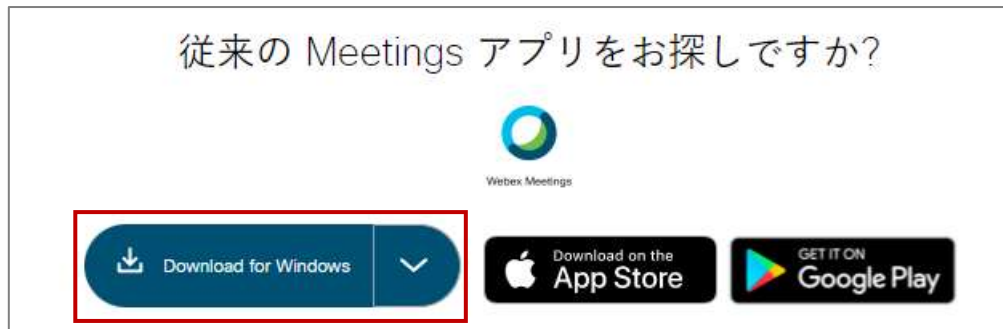 従来の Meetings アプリをお探しですか?
Webex Meetings
Download for Windows
Download on the
App Store
GET IT ON
Google Play